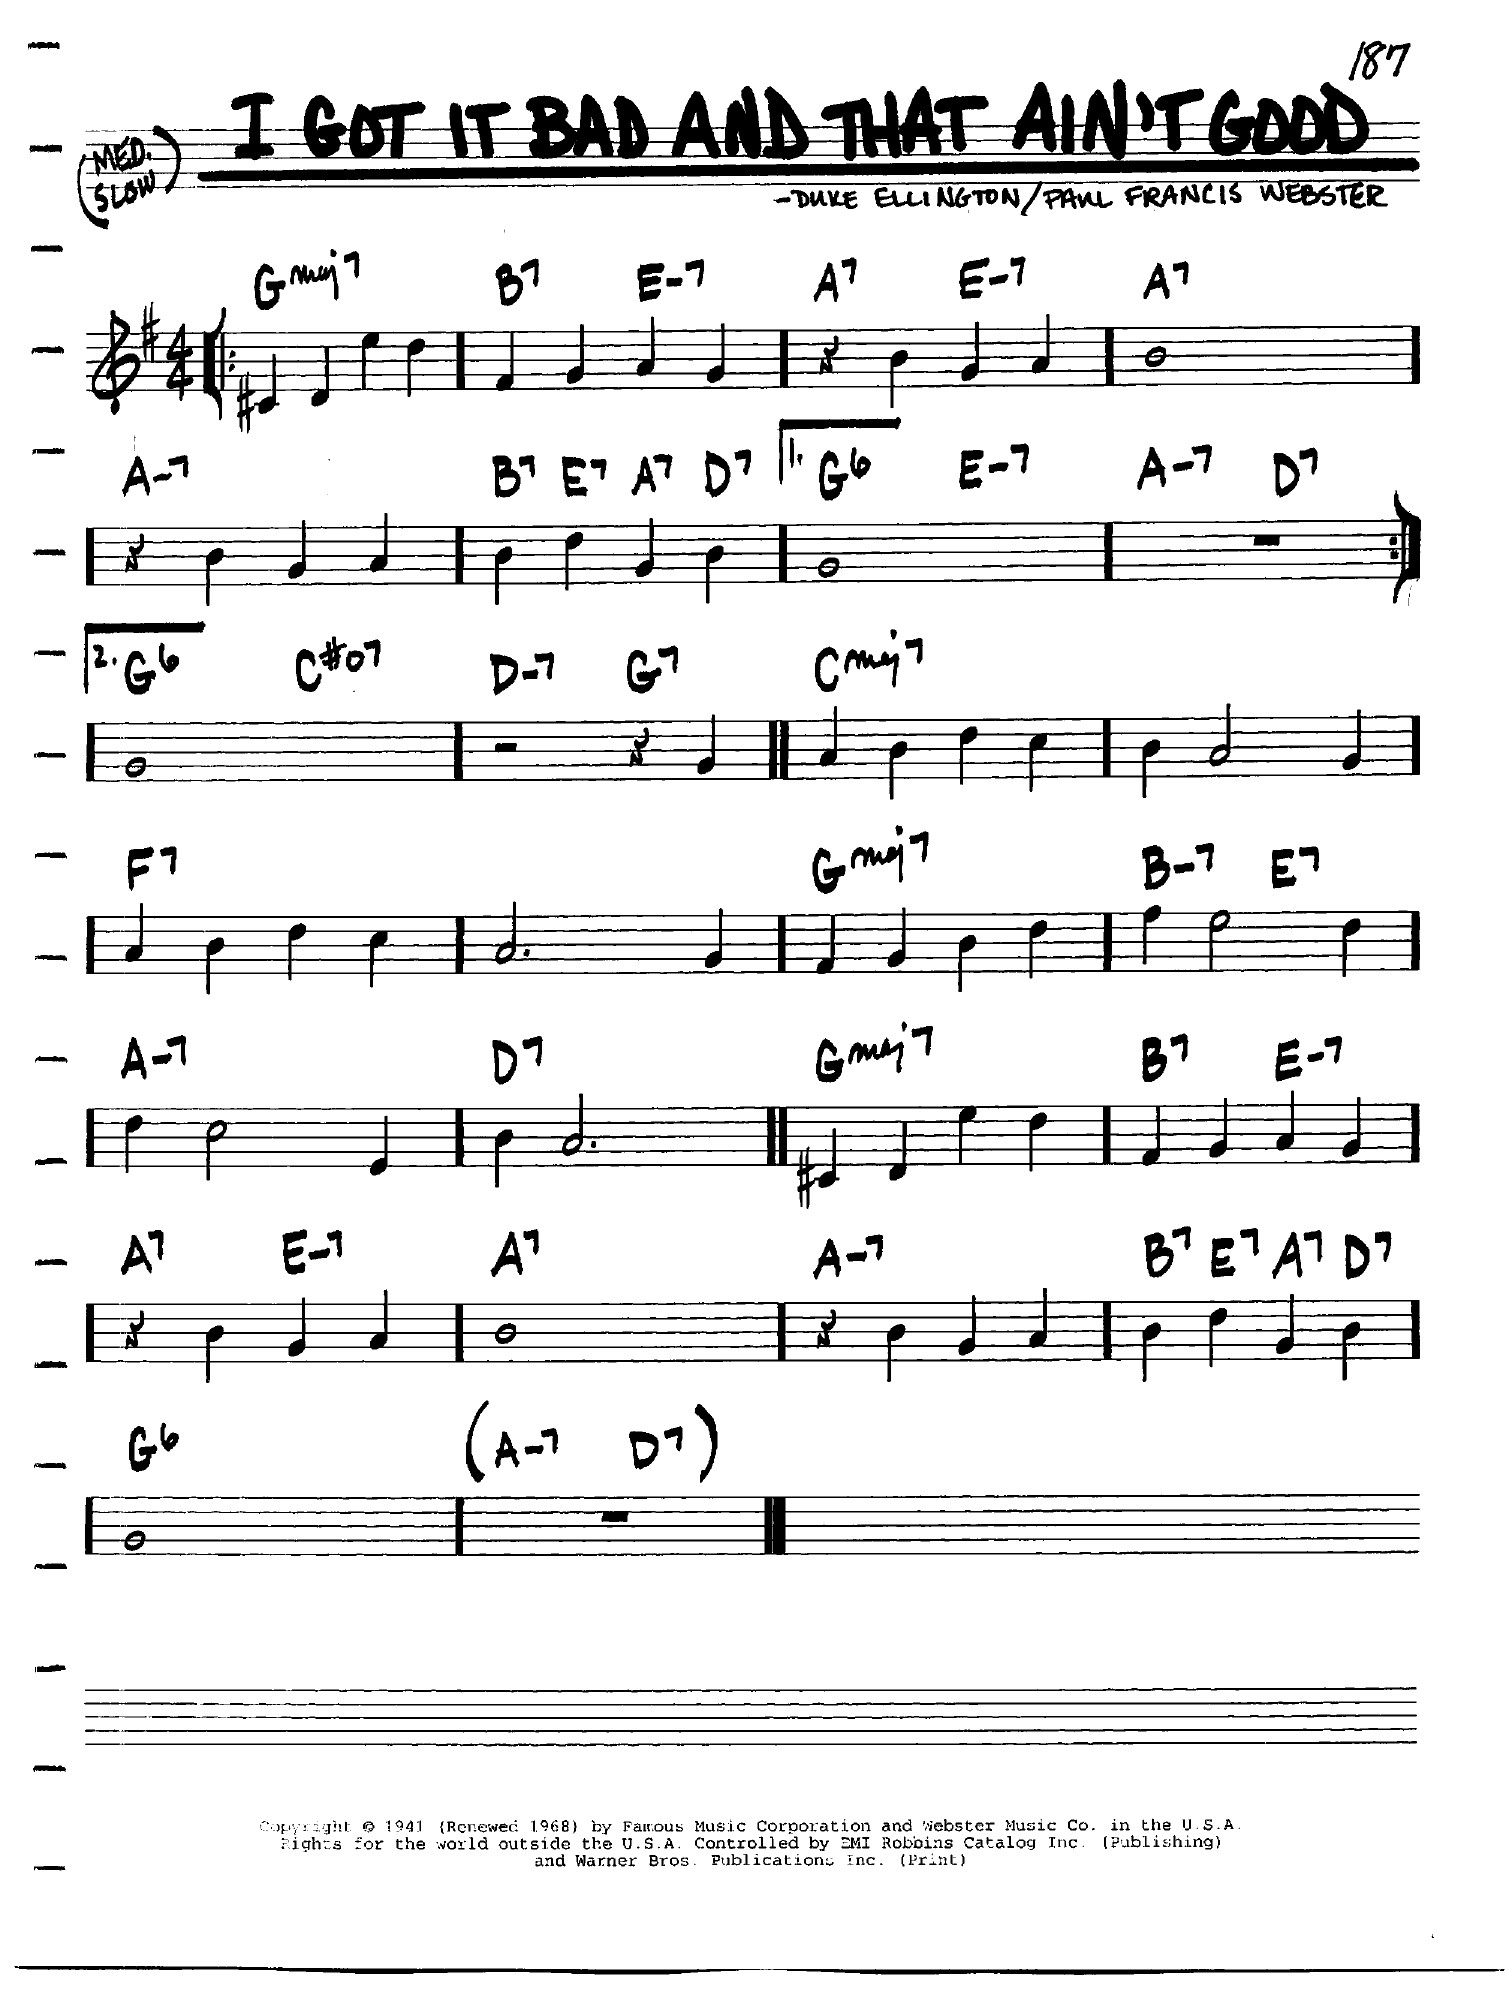 187
I GOT IT BAD AND THAT AIN'T GOOD
(MED. SLOW)
-DUKE ELLINGTON/PAUL FRANCIS WEBSTER
Gmaj7 B7 E-7 A7 E-7 A7
4/4
A-7 B7 E7 A7 D7 1. G6 E-7 A-7 D7
2. G6 C#o7 D-7 G7 Cmaj7
F7 Gmaj7 B-7 E7
A-7 D7 Gmaj7 B7 E-7
A7 E-7 A7 A-7 B7 E7 A7 D7
G6 (A-7 D7)
Copyright © 1941 (Renewed 1968) by Famous Music Corporation and Webster Music Co. in the U.S.A.
Rights for the world outside the U.S.A. Controlled by EMI Robbins Catalog Inc. (Publishing)
and Warner Bros. Publications Inc. (Print)